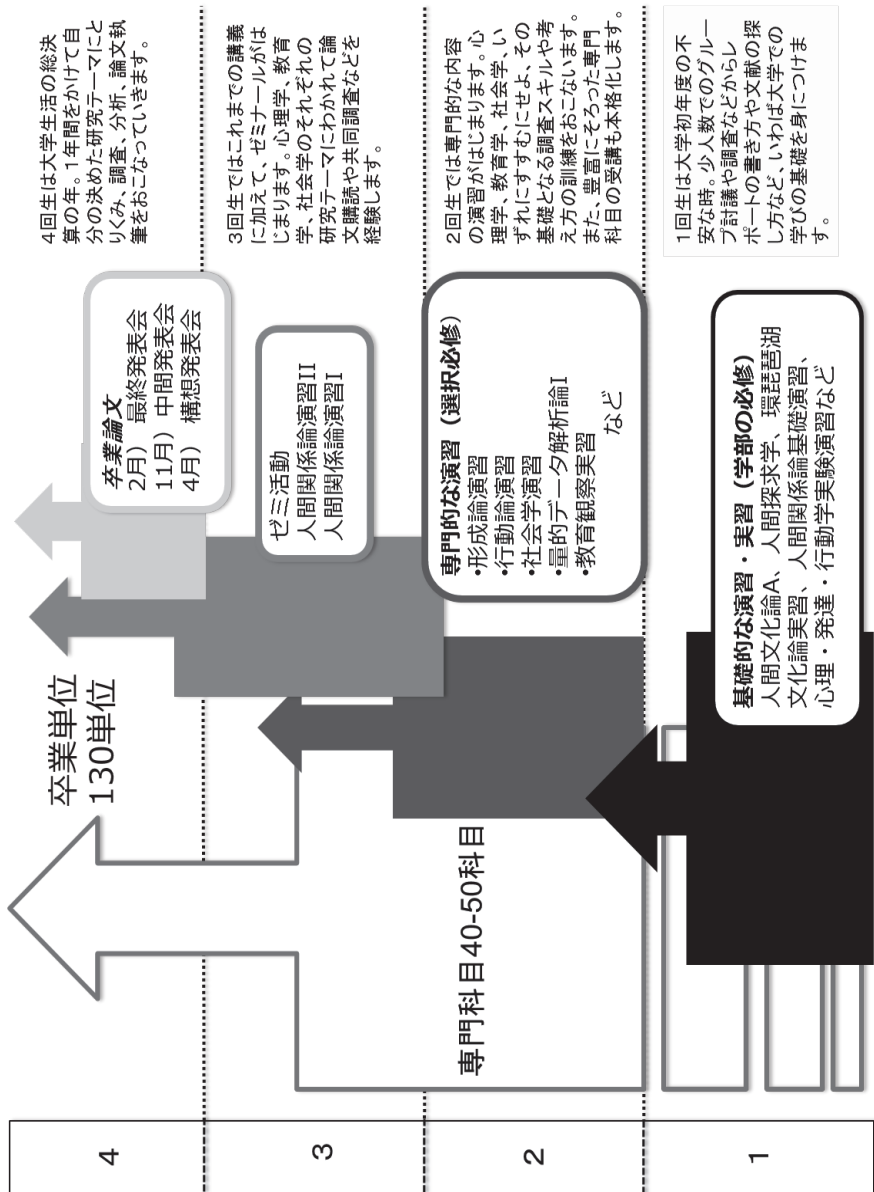 4
3
2
1
卒業単位
130単位
専門科目40-50科目
卒業論文
2月）最終発表会
11月）中間発表会
4月）構想発表会
4回生は大学生活の総決
算の年。1年間をかけて自
分の決めた研究テーマにと
りくみ、調査、分析、論文執
筆をおこなっていきます。
ゼミ活動
人間関係論演習II
人間関係論演習I
3回生ではこれまでの講義
に加えて、ゼミナールがは
じまります。心理学、教育
学、社会学のそれぞれの
研究テーマにわかれて論
文購読や共同調査などを
経験します。
専門的な演習（選択必修）
•形成論演習
•行動論演習
•社会学演習
•量的データ解析論I
•教育観察実習
など
2回生では専門的な内容
の演習がはじまります。心
理学、教育学、社会学、い
ずれにすすむにせよ、その
基礎となる調査スキルや考
え方の訓練をおこないます。
また、豊富にそろった専門
科目の受講も本格化します。
基礎的な演習・実習（学部の必修）
人間文化論A、人間探求学、環琵琶湖
文化論実習、人間関係論基礎演習、
心理・発達・行動学実験演習など
1回生は大学初年度の不
安な時。少人数でのグルー
プ討議や調査などからレ
ポートの書き方や文献の探
し方など、いわば大学での
学びの基礎を身につけま
す。